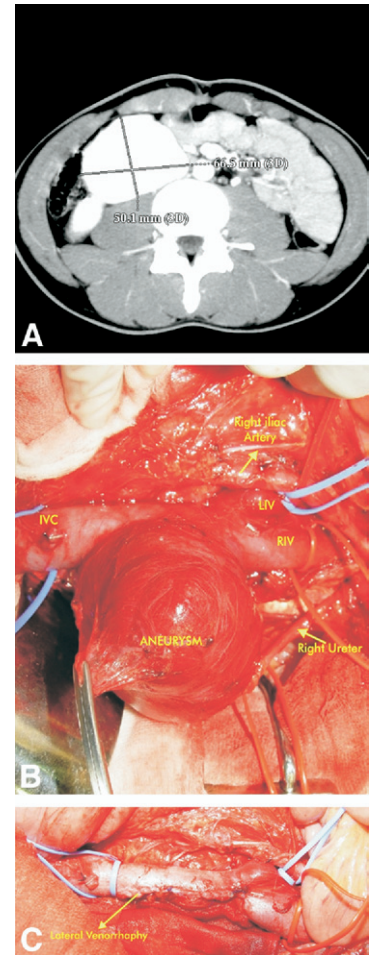 66.5 mm (3D)
50.1 mm (3D)
A
Right iliac
Artery
LIV
IVC
RIV
ANEURYSM
Right Ureter
B
Lateral Venorrhaphy
C